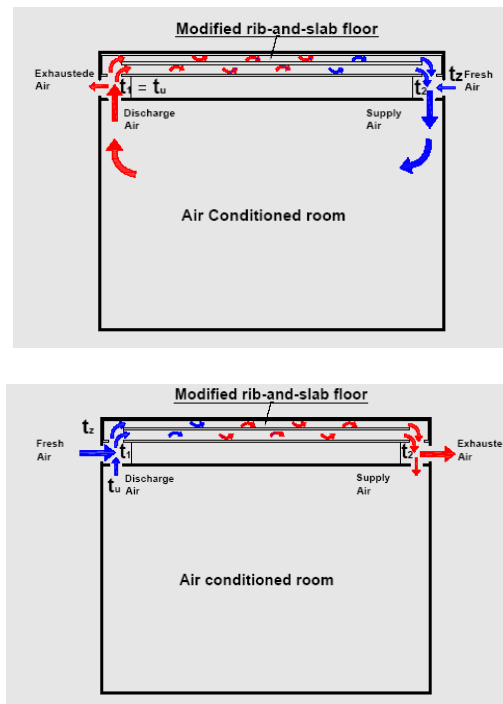 Modified rib-and-slab floor
Exhaustede
Air
t₁ = tᵤ
t₂
tz
Fresh
Air
Discharge
Air
Supply
Air
Air Conditioned room
Modified rib-and-slab floor
tz
Fresh
Air
t₁
t₂
Exhauste
Air
tᵤ
Discharge
Air
Supply
Air
Air conditioned room